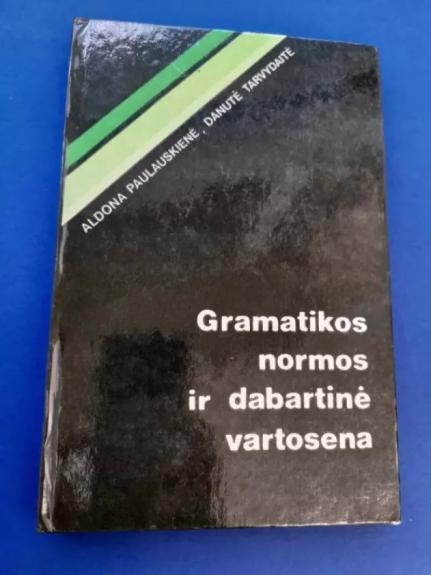 ALDONA PAULAUSKIENĖ, DANUTĖ TARVYDAITĖ
Gramatikos
normos
ir dabartinė
vartosena